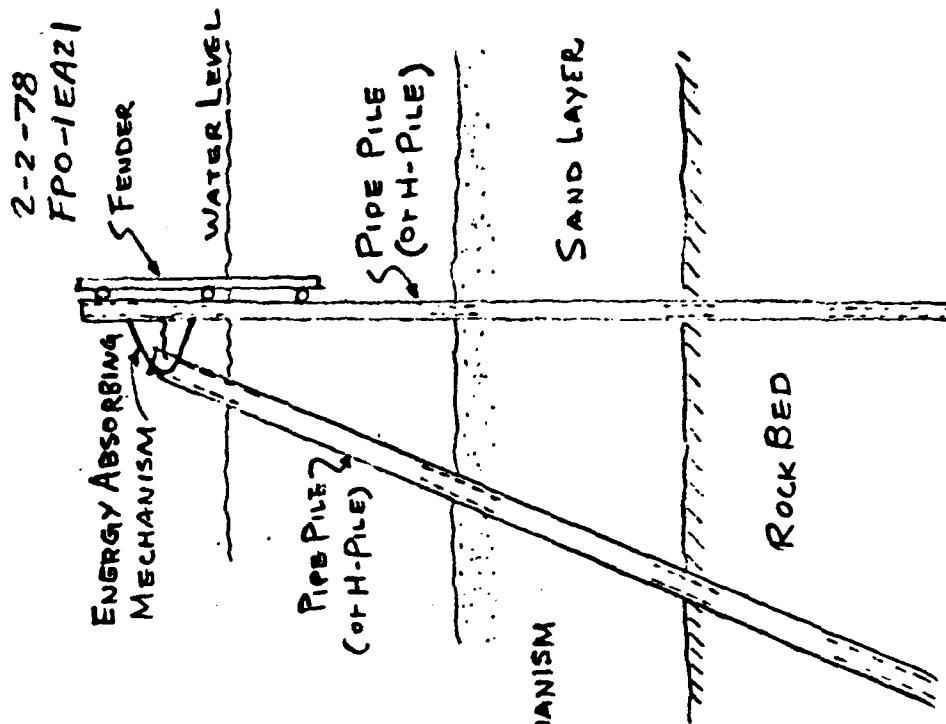 2-2-78
FPO-1EA21
FENDER
WATER LEVEL
ENERGY ABSORBING
MECHANISM
PIPE PILE
(or H-PILE)
PIPE PILE
(or H-PILE)
SAND LAYER
ANISM
ROCK BED